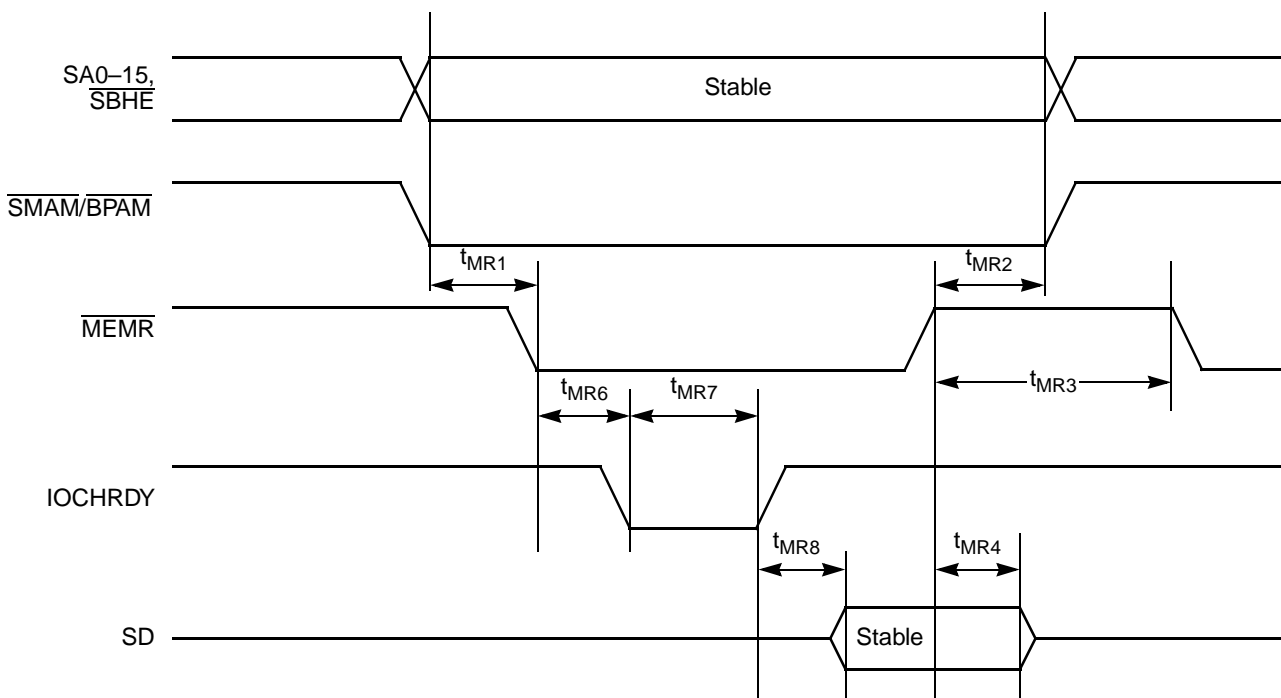 SA0–15,
SBHE
Stable
SMAM/BPAM
tMR1
tMR2
MEMR
tMR6
tMR7
tMR3
IOCHRDY
tMR8
tMR4
SD
Stable